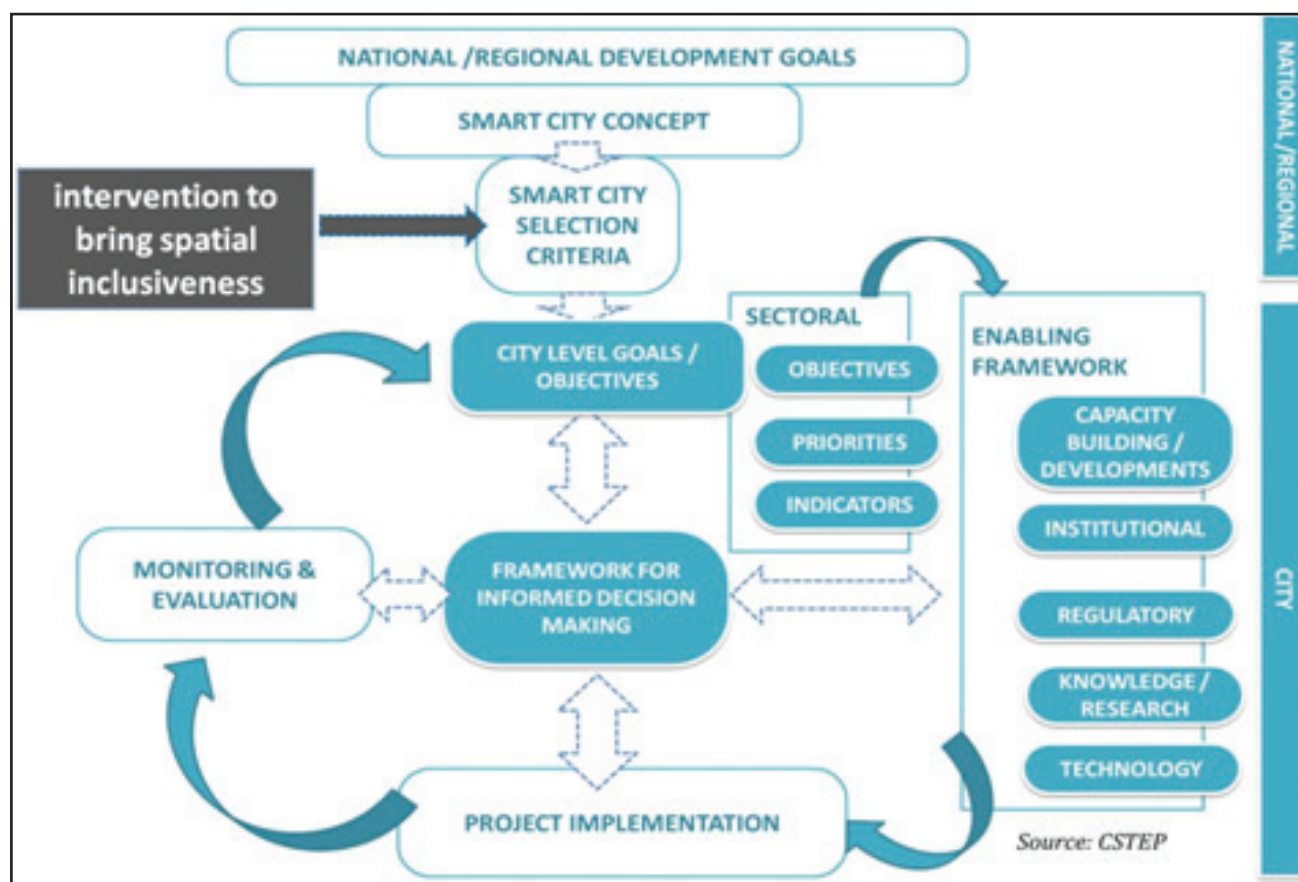 NATIONAL /REGIONAL DEVELOPMENT GOALS
SMART CITY CONCEPT
SMART CITY
SELECTION
CRITERIA
intervention to
bring spatial
inclusiveness
CITY LEVEL GOALS /
OBJECTIVES
SECTORAL
OBJECTIVES
PRIORITIES
INDICATORS
ENABLING
FRAMEWORK
CAPACITY
BUILDING /
DEVELOPMENTS
INSTITUTIONAL
REGULATORY
KNOWLEDGE /
RESEARCH
TECHNOLOGY
MONITORING &
EVALUATION
FRAMEWORK FOR
INFORMED DECISION
MAKING
PROJECT IMPLEMENTATION
Source: CSTEP
NATIONAL /REGIONAL
CITY